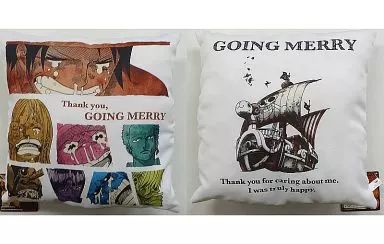 Thank you,
GOING MERRY
GOING MERRY
Thank you for caring about me.
I was truly happy.